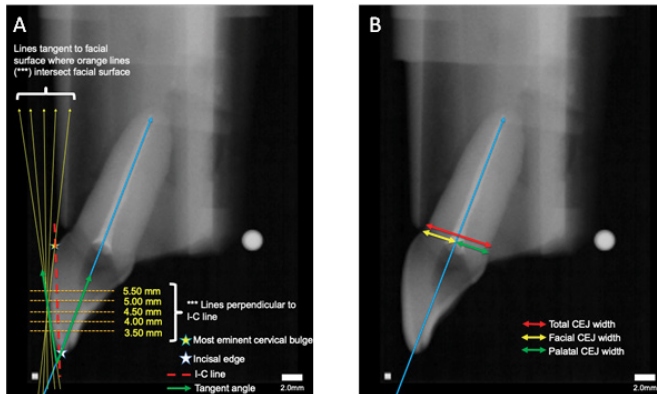 A
Lines tangent to facial
surface where orange lines
(***) intersect facial surface
5.50 mm
5.00 mm
4.50 mm
4.00 mm
3.50 mm
*** Lines perpendicular to
I-C line
Most eminent cervical bulge
Incisal edge
I-C line
Tangent angle
2.0mm
B
Total CEJ width
Facial CEJ width
Palatal CEJ width
2.0mm